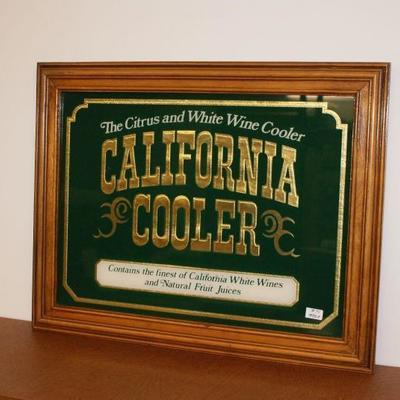 The Citrus and White Wine Cooler
CALIFORNIA
COOLER
Contains the finest of California White Wines
and Natural Fruit Juices